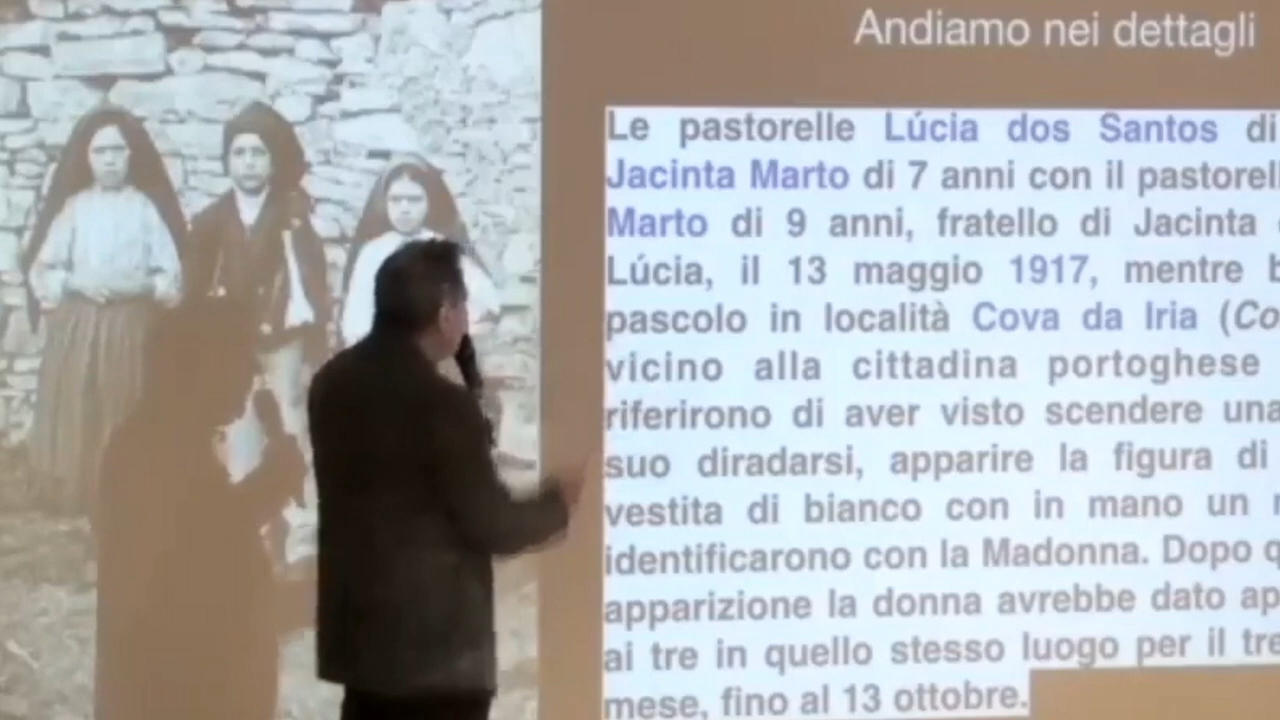 Andiamo nei dettagli
Le pastorelle Lúcia dos Santos di
Jacinta Marto di 7 anni con il pastorell
Marto di 9 anni, fratello di Jacinta
Lúcia, il 13 maggio 1917, mentre b
pascolo in località Cova da Iria (Co
vicino alla cittadina portoghese
riferirono di aver visto scendere una
suo diradarsi, apparire la figura di
vestita di bianco con in mano un
identificarono con la Madonna. Dopo q
apparizione la donna avrebbe dato ap
ai tre in quello stesso luogo per il tre
mese, fino al 13 ottobre.